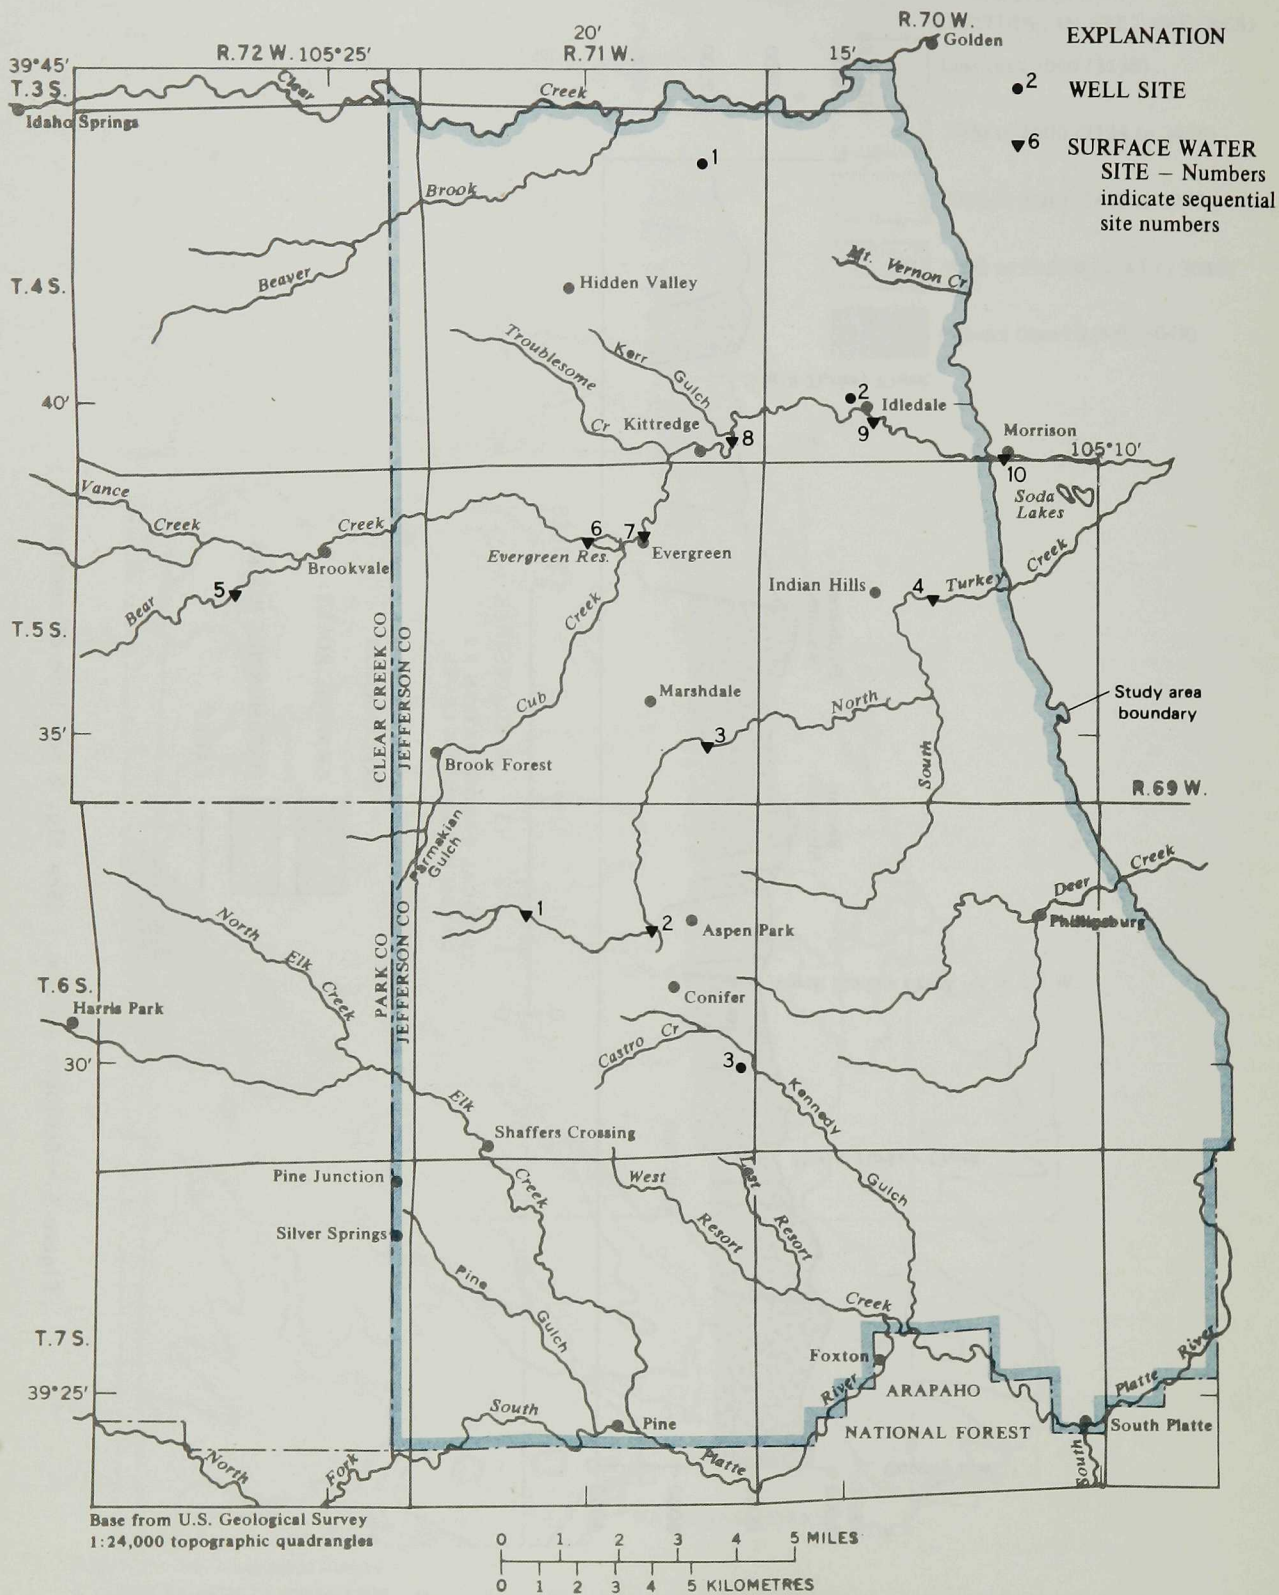 R.70 W.
Golden
20'
R.72 W. 105°25'
R.71 W.
15'
39°45'
T.3 S.
Clear
Creek
Idaho Springs
EXPLANATION
2 WELL SITE
6 SURFACE WATER
SITE — Numbers
indicate sequential
site numbers
1
Brook
Beaver
Mt. Vernon Cr
T.4 S.
Hidden Valley
Troublesome
Kerr
Gulch
Cr
Kittredge
40'
2
Idledale
8
9
Morrison
105°10'
10
Soda
Lakes
Vance
Creek
Creek
6
7
Evergreen Res.
Evergreen
Brookvale
5
Bear
Indian Hills
4
Turkey
Creek
T.5 S.
Creek
CLEAR CREEK CO
JEFFERSON CO
Cub
Marshdale
North
Study area
boundary
3
35'
Brook Forest
South
R.69 W.
Parmakian
Gulch
Creek
Deer
North
Elk
Creek
1
2
Aspen Park
Phillipsburg
PARK CO
JEFFERSON CO
T.6 S.
Harris Park
Conifer
Castro Cr
30'
3
Kennedy
Elk
Shaffers Crossing
Pine Junction
Creek
West
East
Gulch
Silver Springs
Resort
Resort
Pine
Gulch
Creek
T.7 S.
Foxton
River
ARAPAHO
Platte
River
39°25'
South
Pine
NATIONAL FOREST
South Platte
North
Fork
Platte
South
Base from U.S. Geological Survey
1:24,000 topographic quadrangles
0 1 2 3 4 5 MILES
0 1 2 3 4 5 KILOMETRES